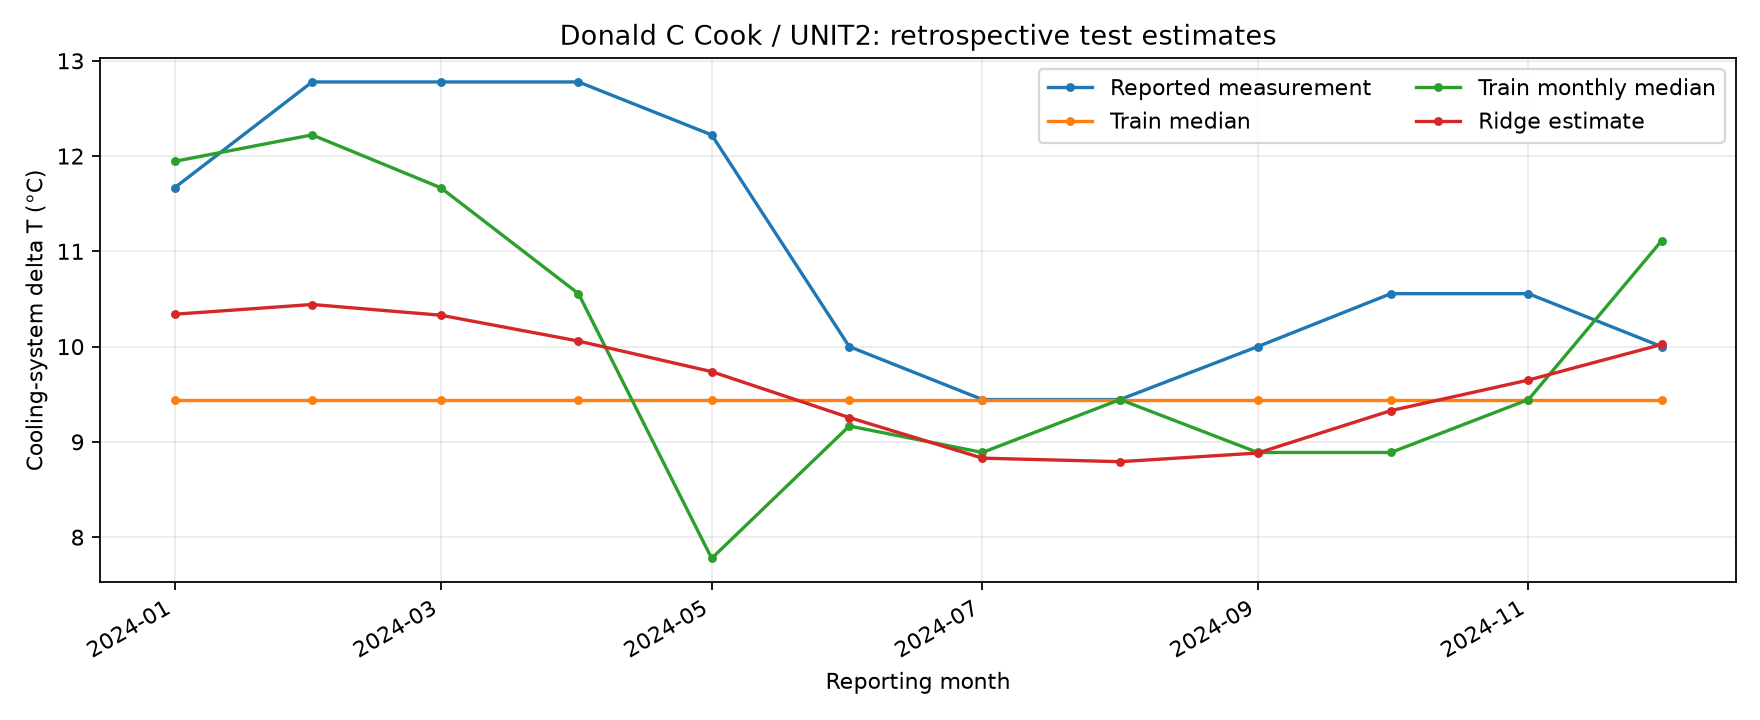 Donald C Cook / UNIT2: retrospective test estimates
Cooling-system delta T (°C)
13
12
11
10
9
8
Reported measurement
Train median
Train monthly median
Ridge estimate
2024-01
2024-03
2024-05
2024-07
2024-09
2024-11
Reporting month